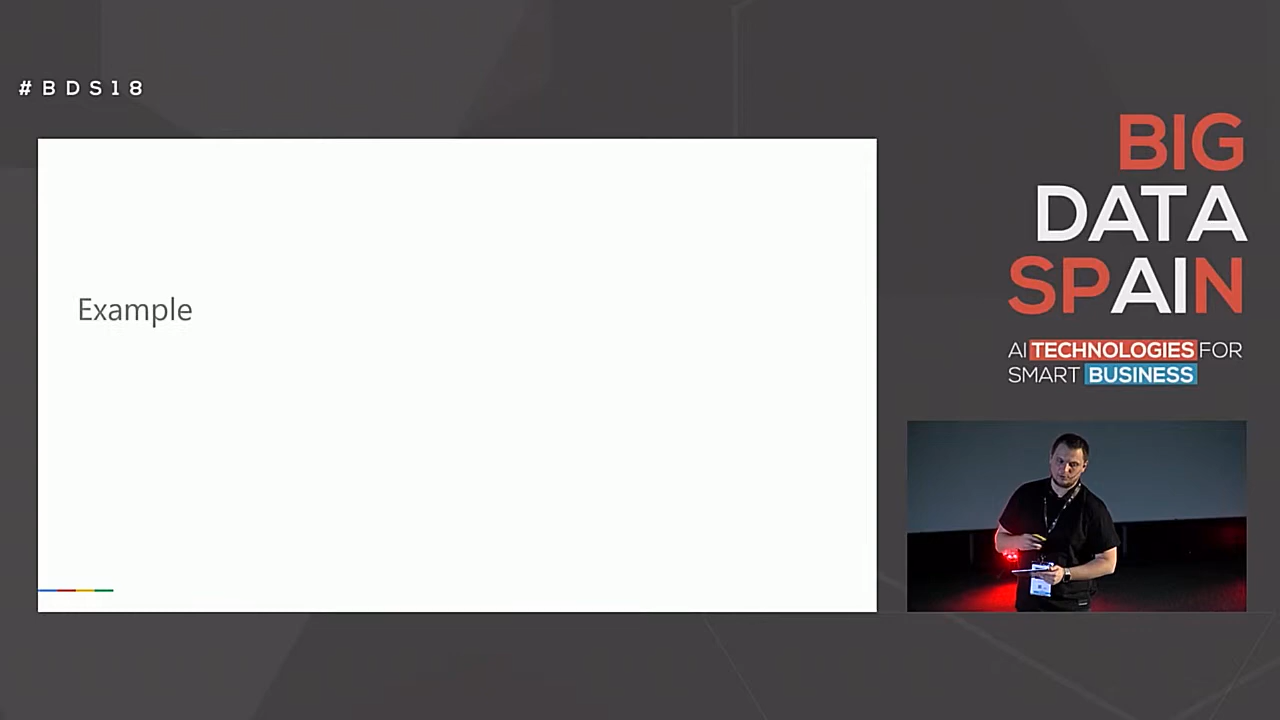 #BDS18
Example
BIG
DATA
SPAIN
AI TECHNOLOGIES FOR
SMART BUSINESS